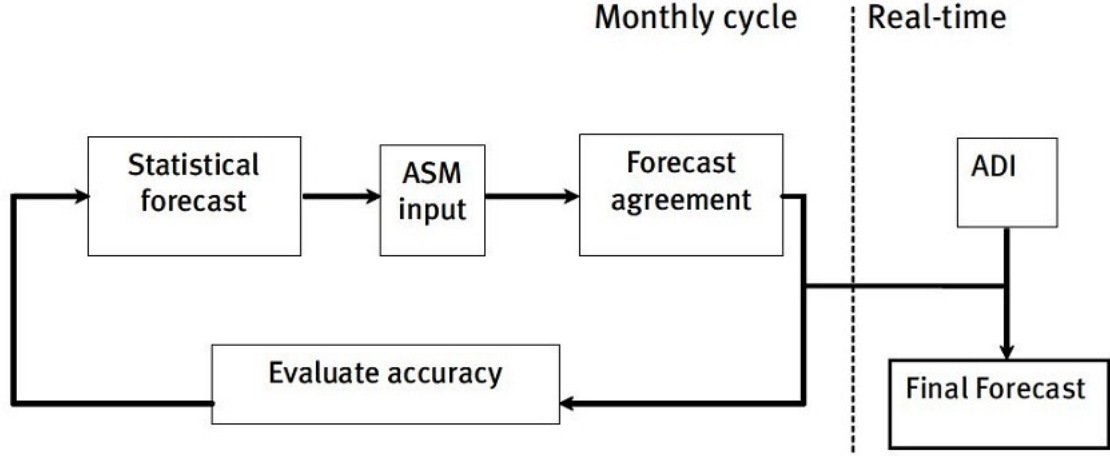 Monthly cycle
Real-time
Statistical
forecast
ASM
input
Forecast
agreement
ADI
Evaluate accuracy
Final Forecast